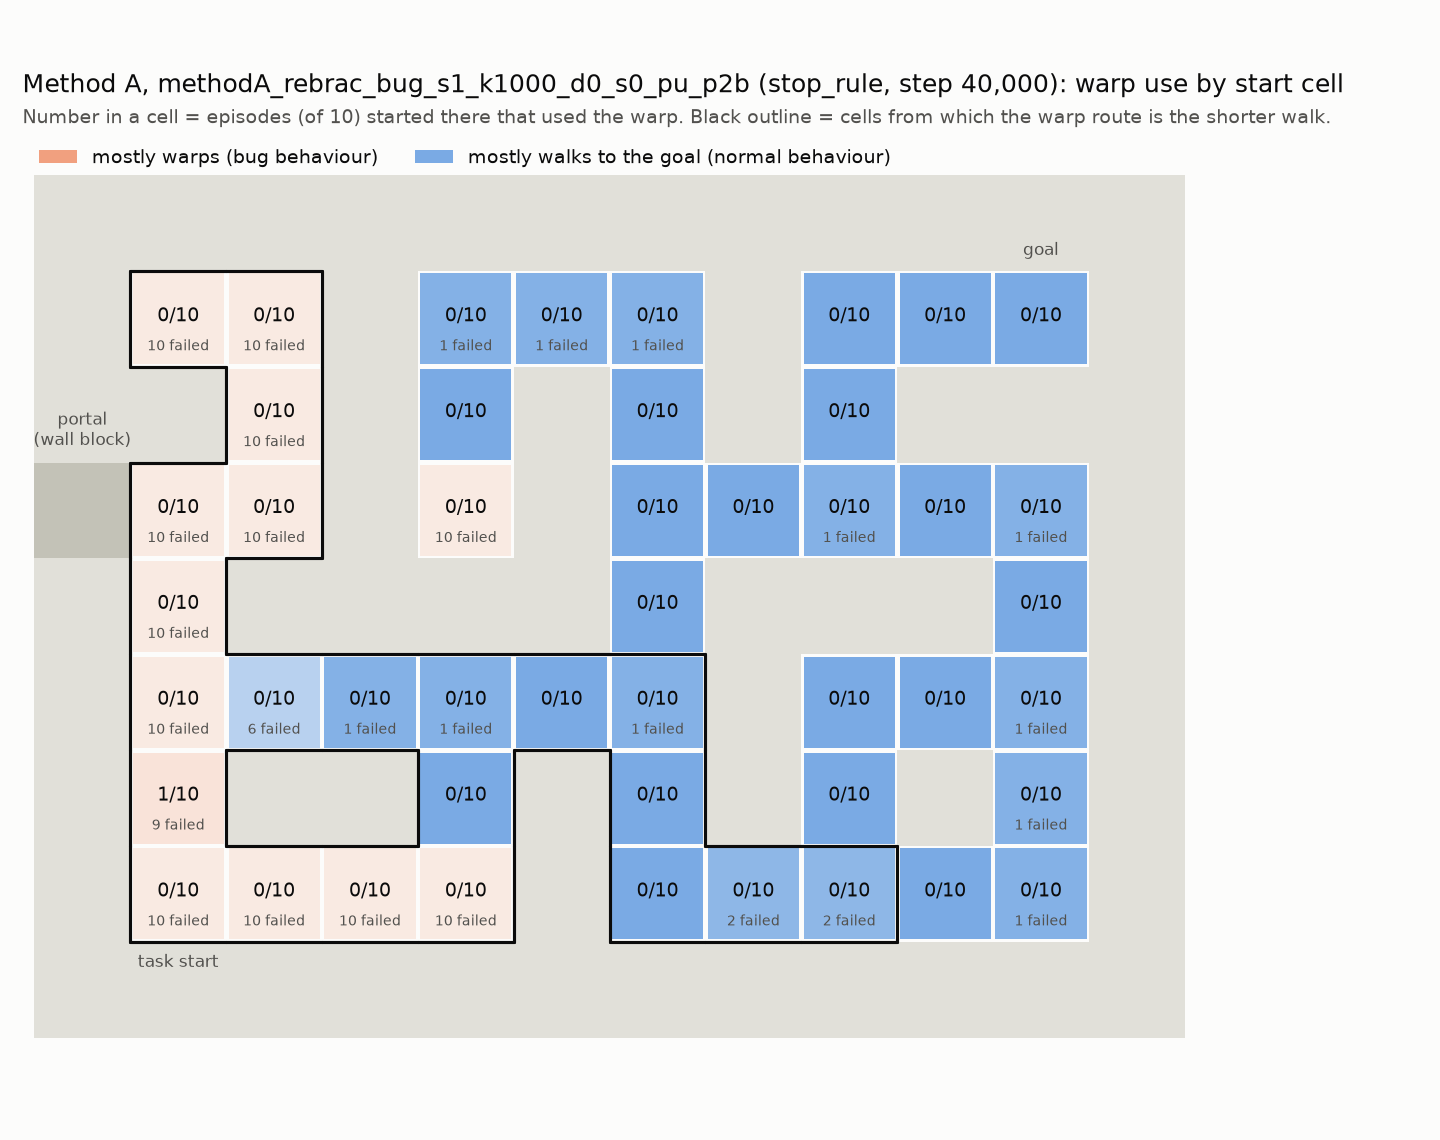 Method A, methodA_rebrac_bug_s1_k1000_d0_s0_pu_p2b (stop_rule, step 40,000): warp use by start cell
Number in a cell = episodes (of 10) started there that used the warp. Black outline = cells from which the warp route is the shorter walk.
mostly warps (bug behaviour) mostly walks to the goal (normal behaviour)
goal
0/10 0/10 0/10 0/10 0/10 0/10 0/10 0/10
10 failed 10 failed 1 failed 1 failed 1 failed
0/10 0/10 0/10 0/10
portal
(wall block)
10 failed
0/10 0/10 0/10 0/10 0/10 0/10 0/10 0/10
10 failed 10 failed 10 failed 1 failed 1 failed
0/10 0/10 0/10
10 failed
0/10 0/10 0/10 0/10 0/10 0/10 0/10 0/10 0/10
10 failed 6 failed 1 failed 1 failed 1 failed 1 failed
1/10 0/10 0/10 0/10 0/10
9 failed 1 failed
0/10 0/10 0/10 0/10 0/10 0/10 0/10 0/10 0/10
10 failed 10 failed 10 failed 10 failed 2 failed 2 failed 1 failed
task start